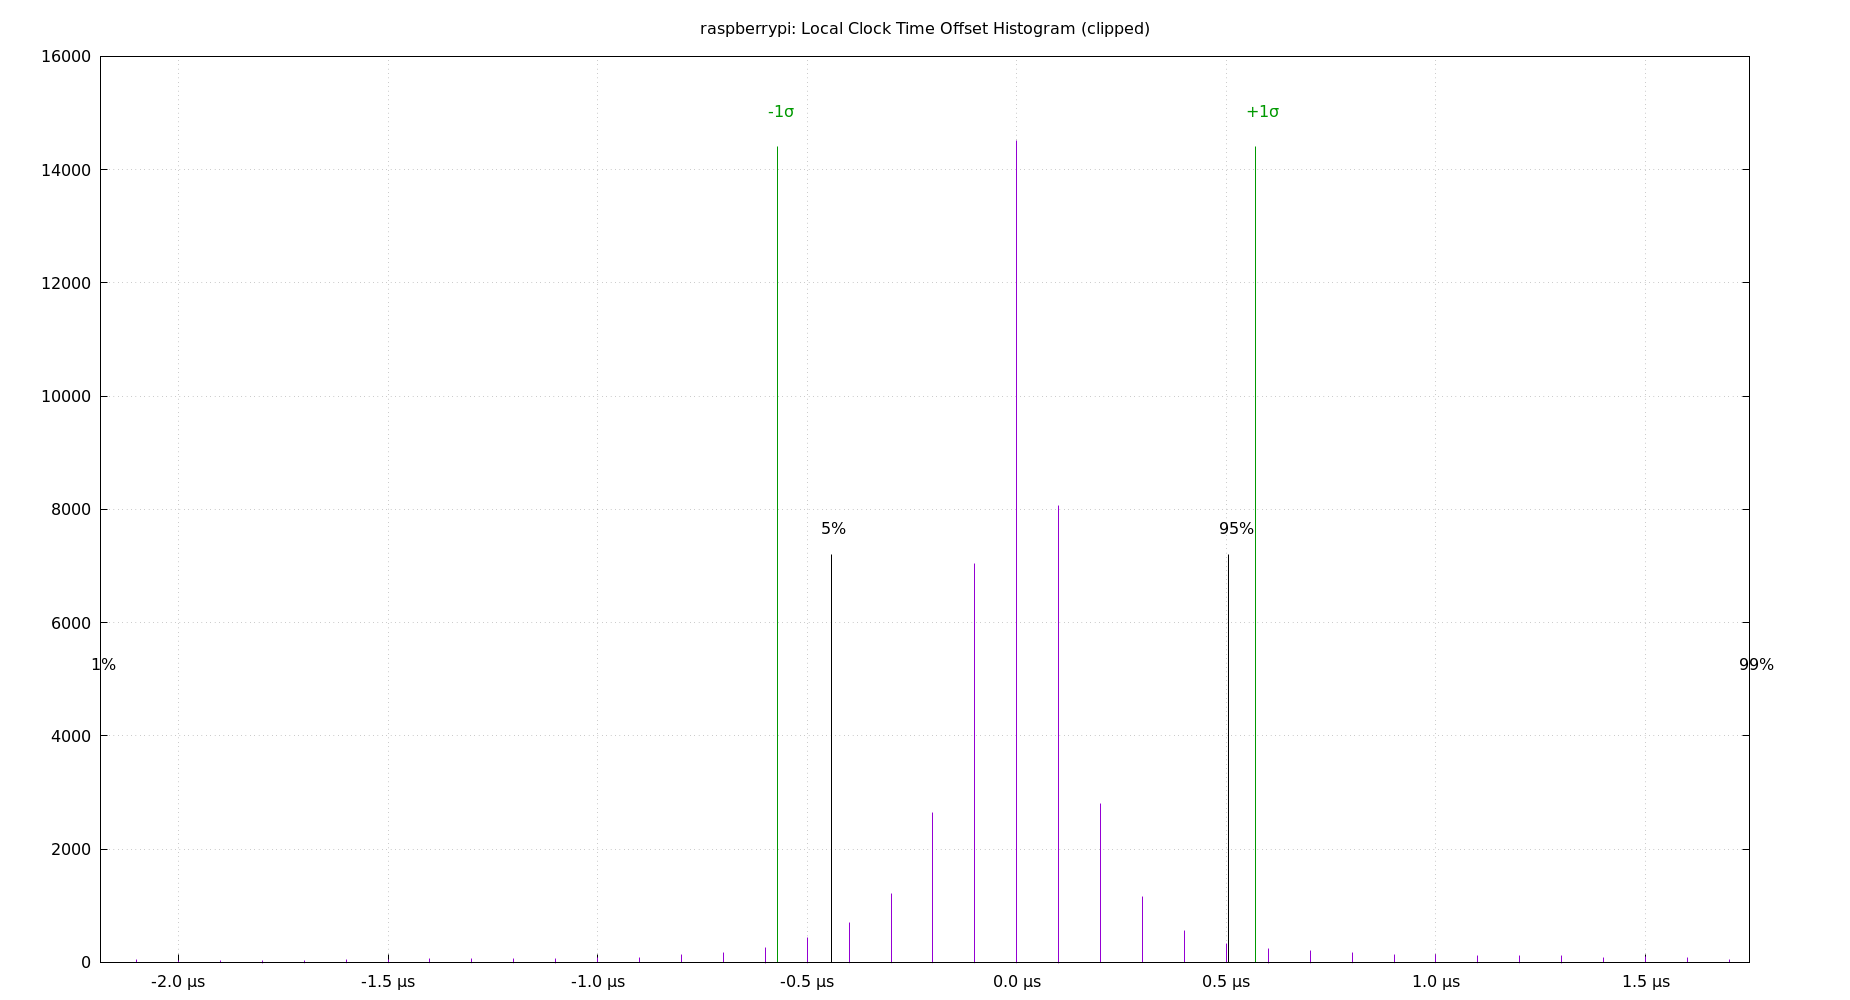 raspberrypi: Local Clock Time Offset Histogram (clipped)
16000
14000
12000
10000
8000
6000
4000
2000
0
-1σ
+1σ
5%
95%
1%
99%
-2.0 µs
-1.5 µs
-1.0 µs
-0.5 µs
0.0 µs
0.5 µs
1.0 µs
1.5 µs